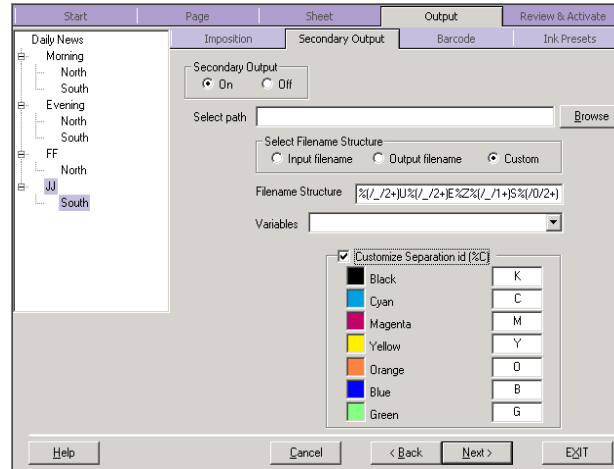 Start Page Sheet Output Review & Activate
Imposition Secondary Output Barcode Ink Presets
Daily News
Morning
North
South
Evening
North
South
FF
North
JJ
South
Secondary Output
On Off
Select path Browse
Select Filename Structure
Input filename Output filename Custom
Filename Structure %(/_/2+)U%(/_/2+)E%Z%(/_/1+)S%(/0/2+)
Variables
Customize Separation id (%C)
Black K
Cyan C
Magenta M
Yellow Y
Orange O
Blue B
Green G
Help Cancel < Back Next > EXIT